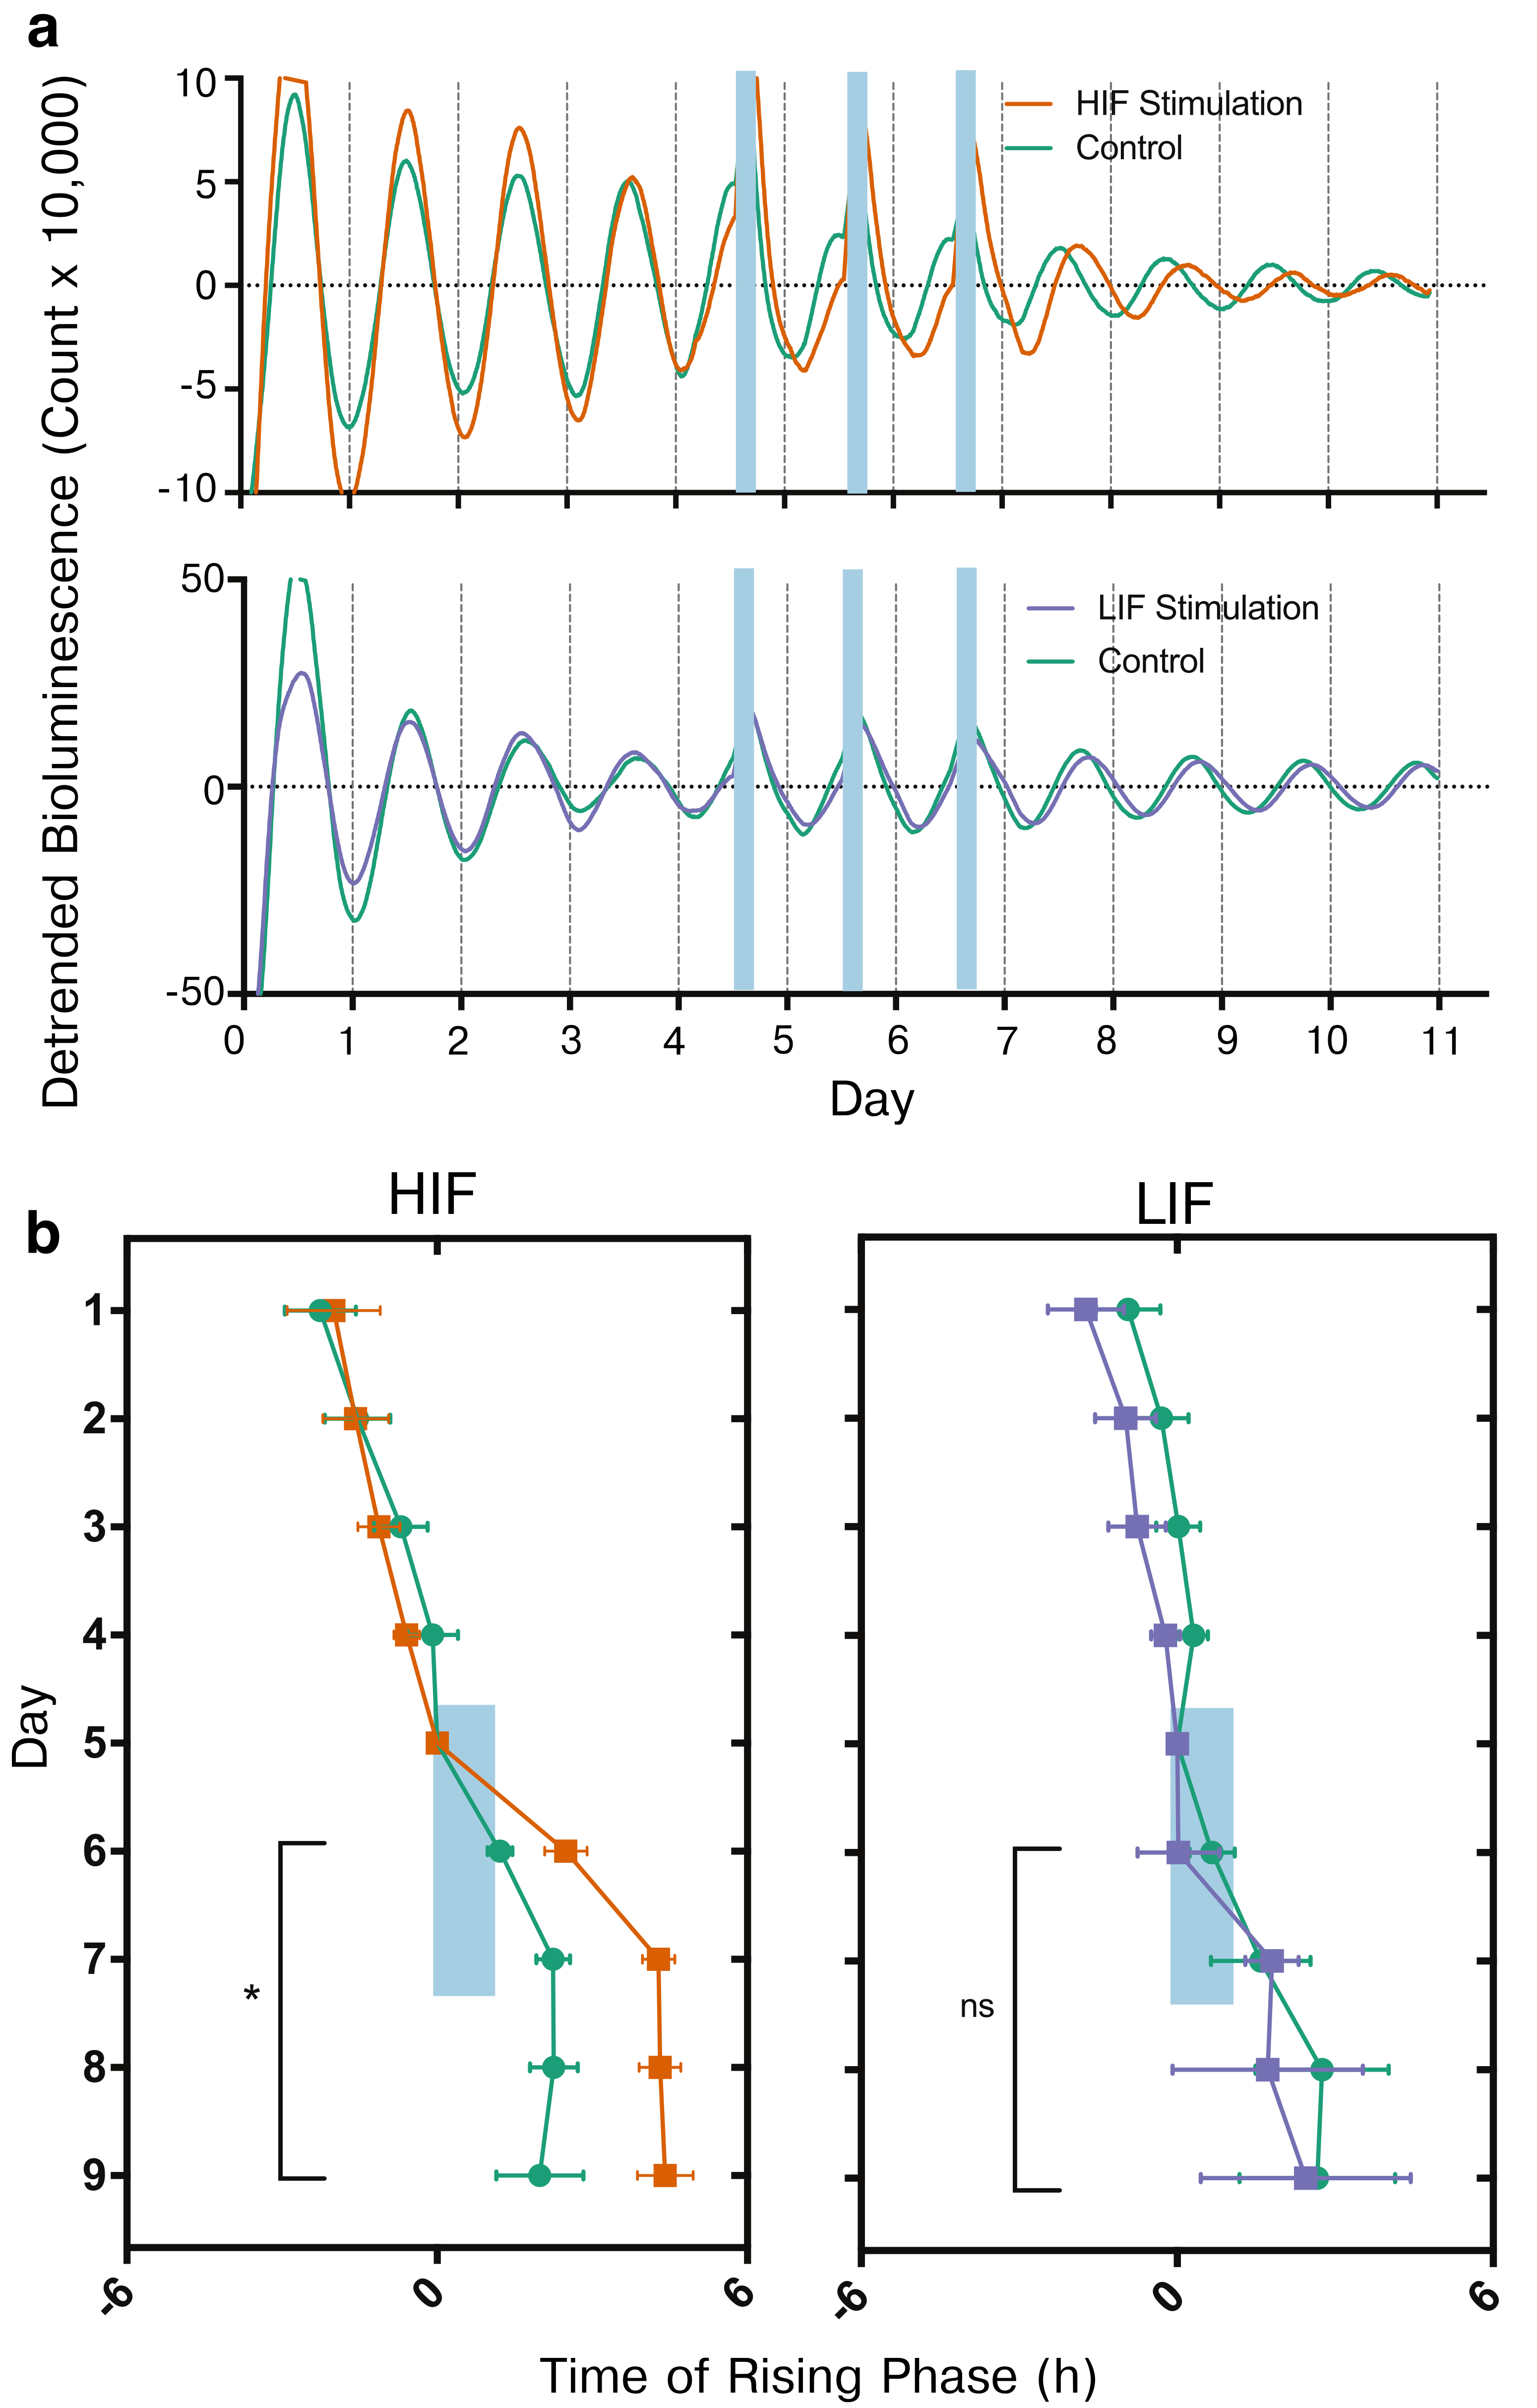 a
Detrended Bioluminescence (Count x 10,000)
10
5
0
-5
-10
HIF Stimulation
Control
50
0
-50
LIF Stimulation
Control
0 1 2 3 4 5 6 7 8 9 10 11
Day
b
HIF
LIF
Day
1
2
3
4
5
6
7
8
9
*
ns
-6 0 6
-6 0 6
Time of Rising Phase (h)